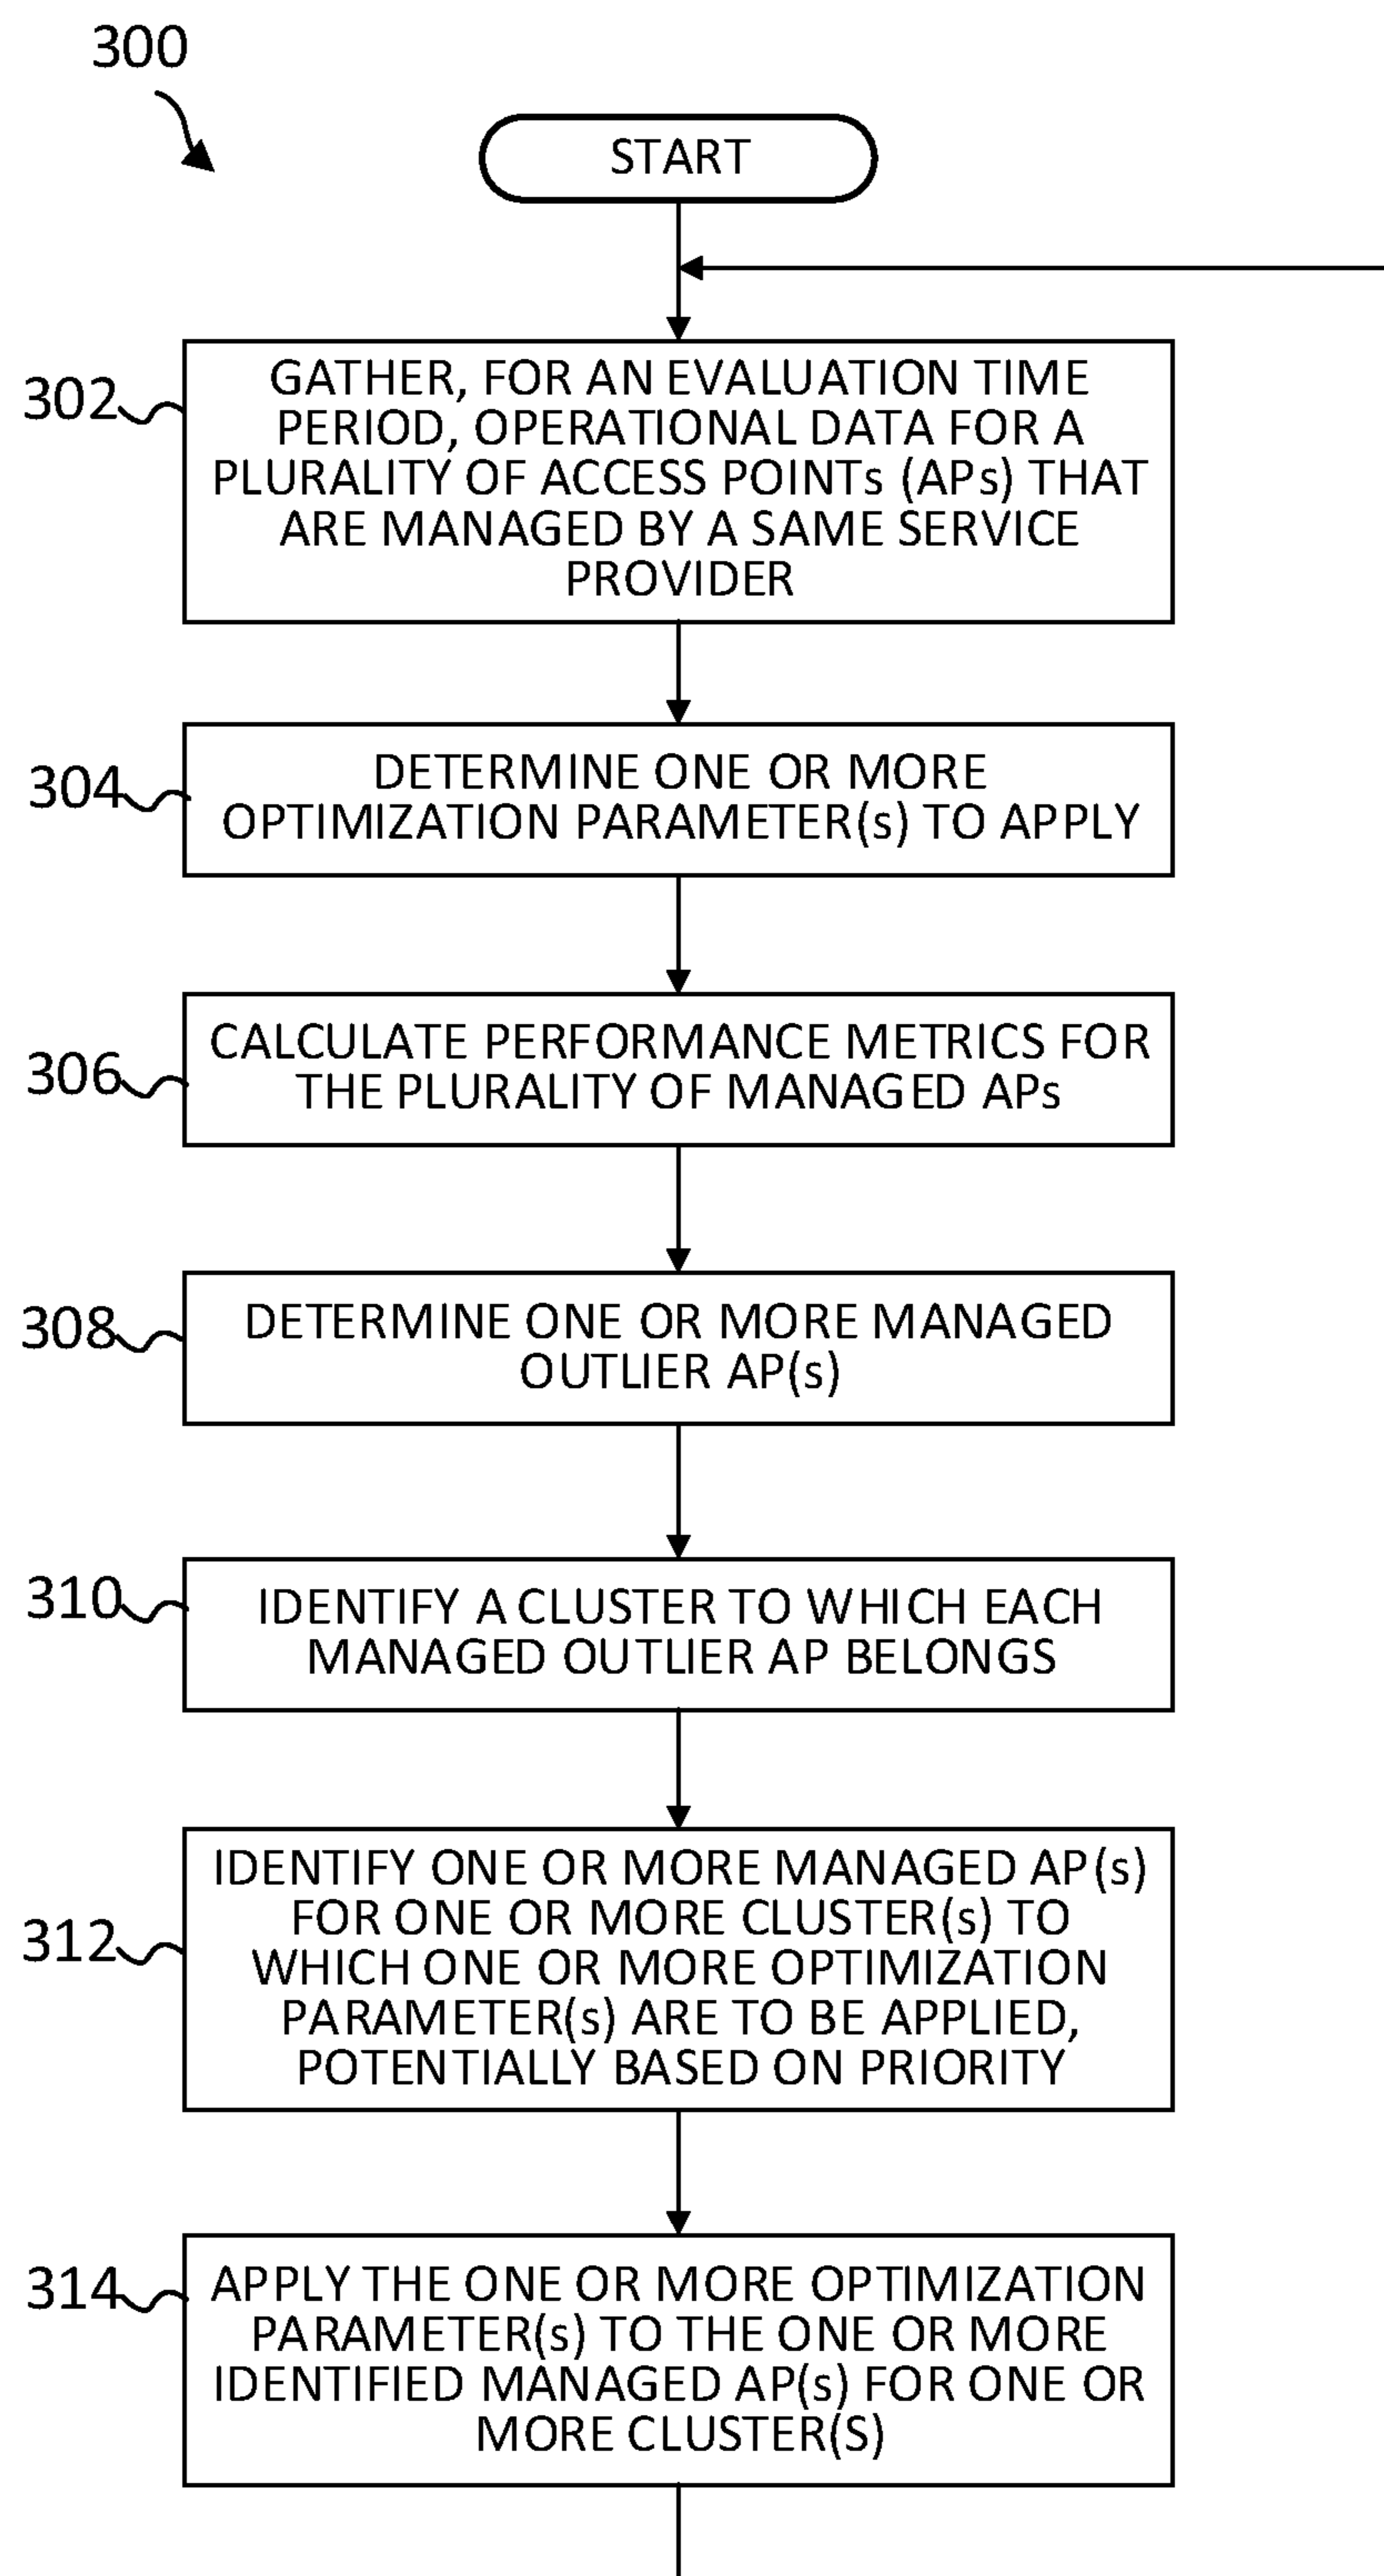 300
START
302
GATHER, FOR AN EVALUATION TIME
PERIOD, OPERATIONAL DATA FOR A
PLURALITY OF ACCESS POINTs (APs) THAT
ARE MANAGED BY A SAME SERVICE
PROVIDER
304
DETERMINE ONE OR MORE
OPTIMIZATION PARAMETER(s) TO APPLY
306
CALCULATE PERFORMANCE METRICS FOR
THE PLURALITY OF MANAGED APs
308
DETERMINE ONE OR MORE MANAGED
OUTLIER AP(s)
310
IDENTIFY A CLUSTER TO WHICH EACH
MANAGED OUTLIER AP BELONGS
312
IDENTIFY ONE OR MORE MANAGED AP(s)
FOR ONE OR MORE CLUSTER(s) TO
WHICH ONE OR MORE OPTIMIZATION
PARAMETER(s) ARE TO BE APPLIED,
POTENTIALLY BASED ON PRIORITY
314
APPLY THE ONE OR MORE OPTIMIZATION
PARAMETER(s) TO THE ONE OR MORE
IDENTIFIED MANAGED AP(s) FOR ONE OR
MORE CLUSTER(S)